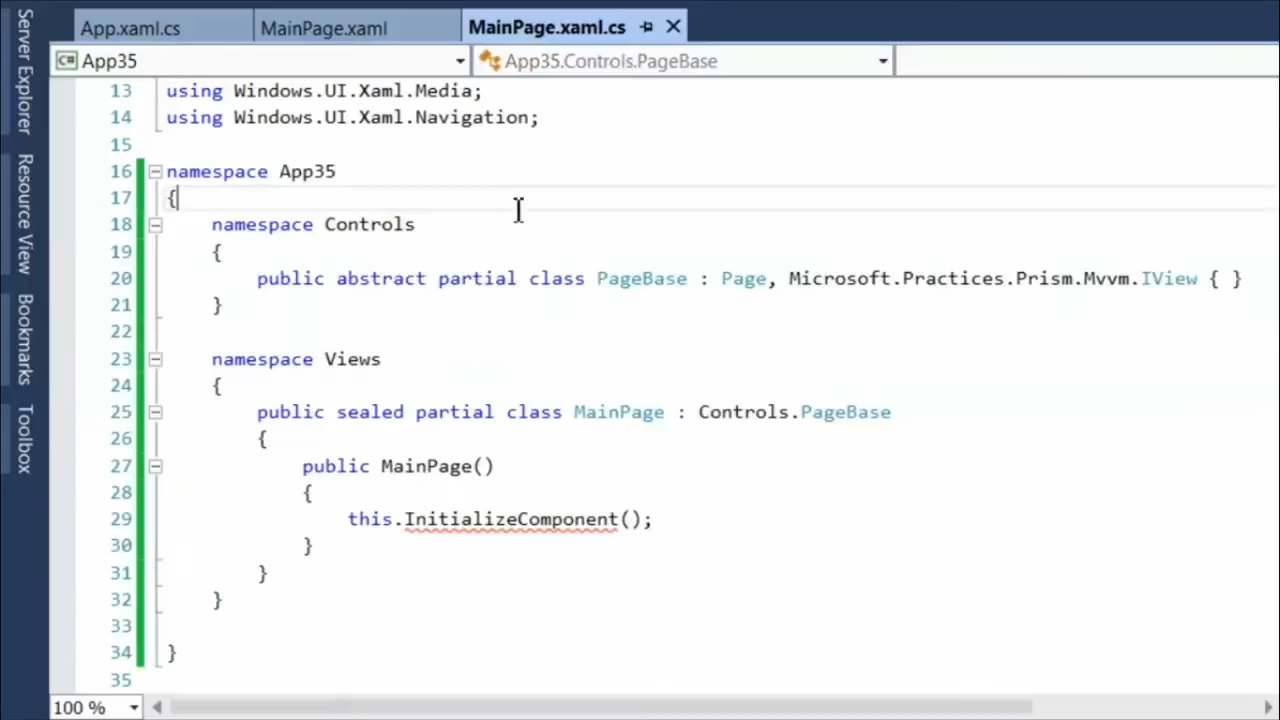 App.xaml.cs
MainPage.xaml
MainPage.xaml.cs
App35
App35.Controls.PageBase
Server Explorer
Resource View
Bookmarks
Toolbox
13 using Windows.UI.Xaml.Media;
14 using Windows.UI.Xaml.Navigation;
15
16 namespace App35
17 {
18 namespace Controls
19 {
20 public abstract partial class PageBase : Page, Microsoft.Practices.Prism.Mvvm.IView { }
21 }
22
23 namespace Views
24 {
25 public sealed partial class MainPage : Controls.PageBase
26 {
27 public MainPage()
28 {
29 this.InitializeComponent();
30 }
31 }
32 }
33
34 }
35
100 %